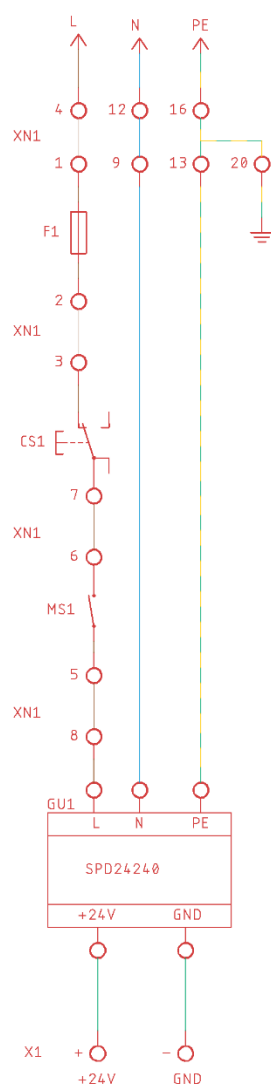 L N PE
4 12 16
XN1
1 9 13 20
F1
2
XN1
3
CS1
7
XN1
6
MS1
5
XN1
8
GU1
L N PE
SPD24240
+24V GND
X1 + -
+24V GND